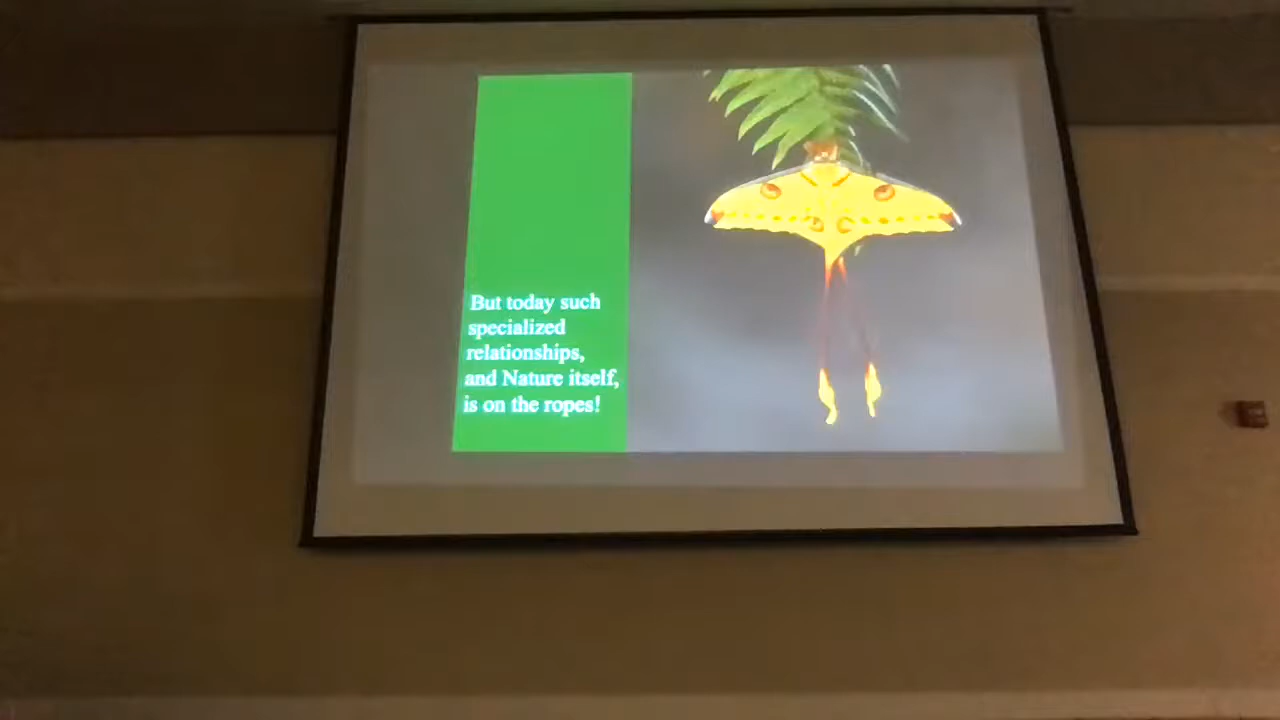 But today such
specialized
relationships,
and Nature itself,
is on the ropes!